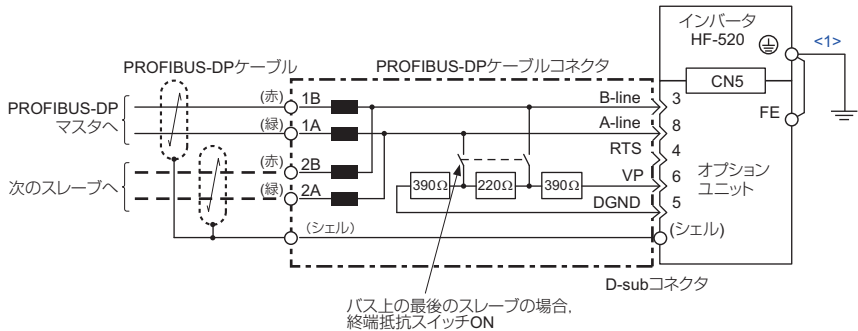 インバータ
HF-520
<1>
PROFIBUS-DPケーブル
PROFIBUS-DPケーブルコネクタ
CN5
PROFIBUS-DP
マスタへ
(赤)
1B
B-line
3
FE
(緑)
1A
A-line
8
RTS
4
次のスレーブへ
(赤)
2B
VP
6
オプション
ユニット
(緑)
2A
390Ω
220Ω
390Ω
DGND
5
(シェル)
(シェル)
D-subコネクタ
バス上の最後のスレーブの場合,
終端抵抗スイッチON